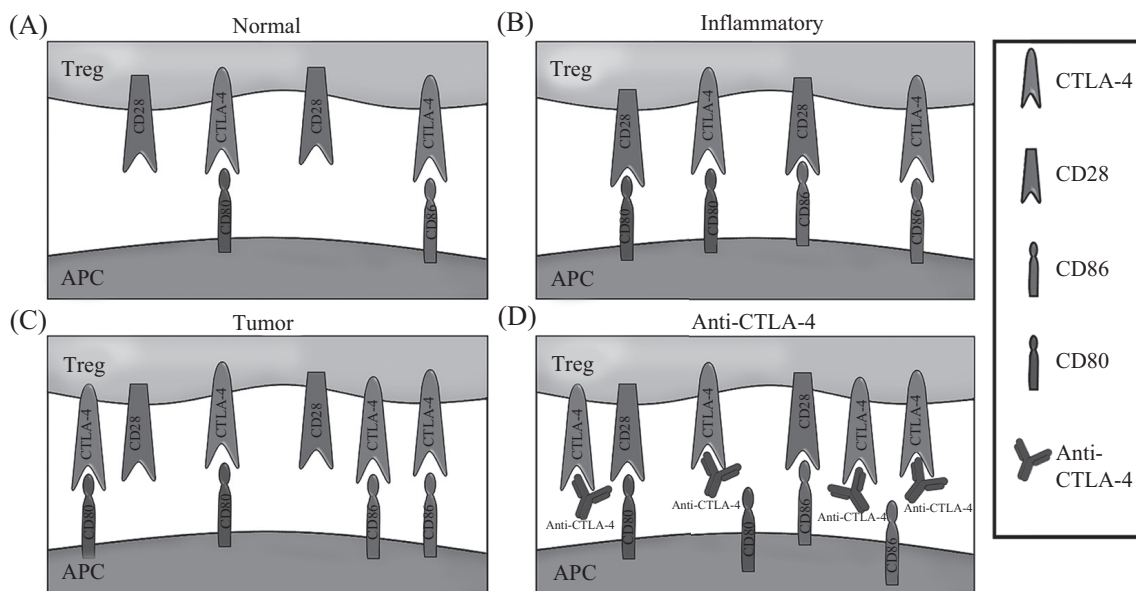 (A)
Normal
Treg
CD28
CTLA-4
CD28
CTLA-4
CD80
CD86
APC
(B)
Inflammatory
Treg
CD28
CTLA-4
CD28
CTLA-4
CD80
CD80
CD86
CD86
APC
(C)
Tumor
Treg
CTLA-4
CD28
CTLA-4
CD28
CTLA-4
CTLA-4
CD80
CD80
CD86
CD86
APC
(D)
Anti-CTLA-4
Treg
CTLA-4
CD28
CTLA-4
CD28
CTLA-4
CTLA-4
Anti-CTLA-4
Anti-CTLA-4
Anti-CTLA-4
Anti-CTLA-4
CD80
CD80
CD86
CD86
APC
CTLA-4
CD28
CD86
CD80
Anti-
CTLA-4